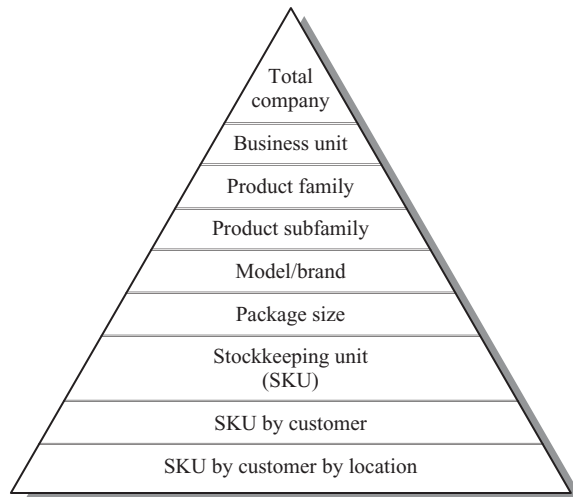 Total
company
Business unit
Product family
Product subfamily
Model/brand
Package size
Stockkeeping unit
(SKU)
SKU by customer
SKU by customer by location